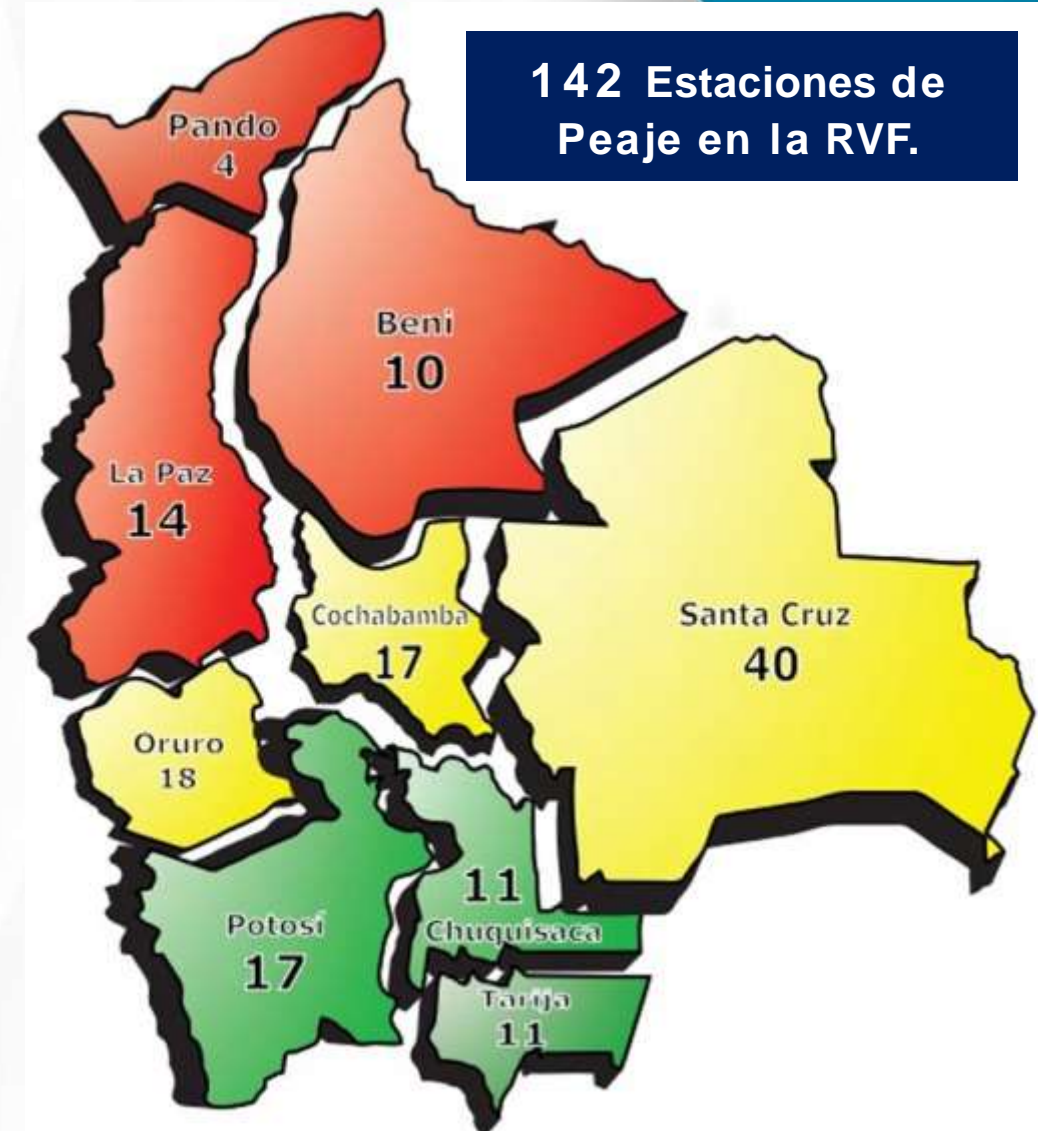 142 Estaciones de
Peaje en la RVF.
Pando
4
Beni
10
La Paz
14
Cochabamba
17
Santa Cruz
40
Oruro
18
Potosí
17
11
Chuquisaca
Tarija
11